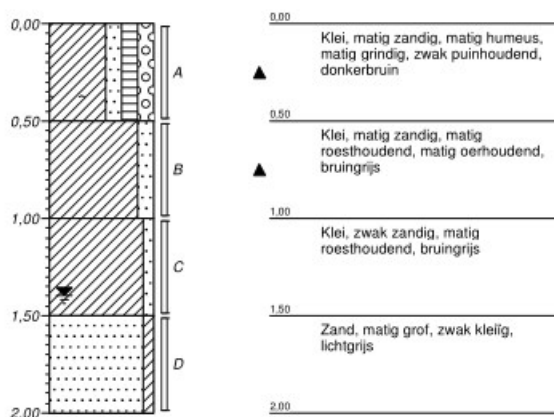 0,00
0,50
1,00
1,50
2,00
A
B
C
D
0.00
Klei, matig zandig, matig humeus,
matig grindig, zwak puinhoudend,
donkerbruin
0.50
Klei, matig zandig, matig
roesthoudend, matig oerhoudend,
bruingrijs
1.00
Klei, zwak zandig, matig
roesthoudend, bruingrijs
1.50
Zand, matig grof, zwak kleiïg,
lichtgrijs
2.00